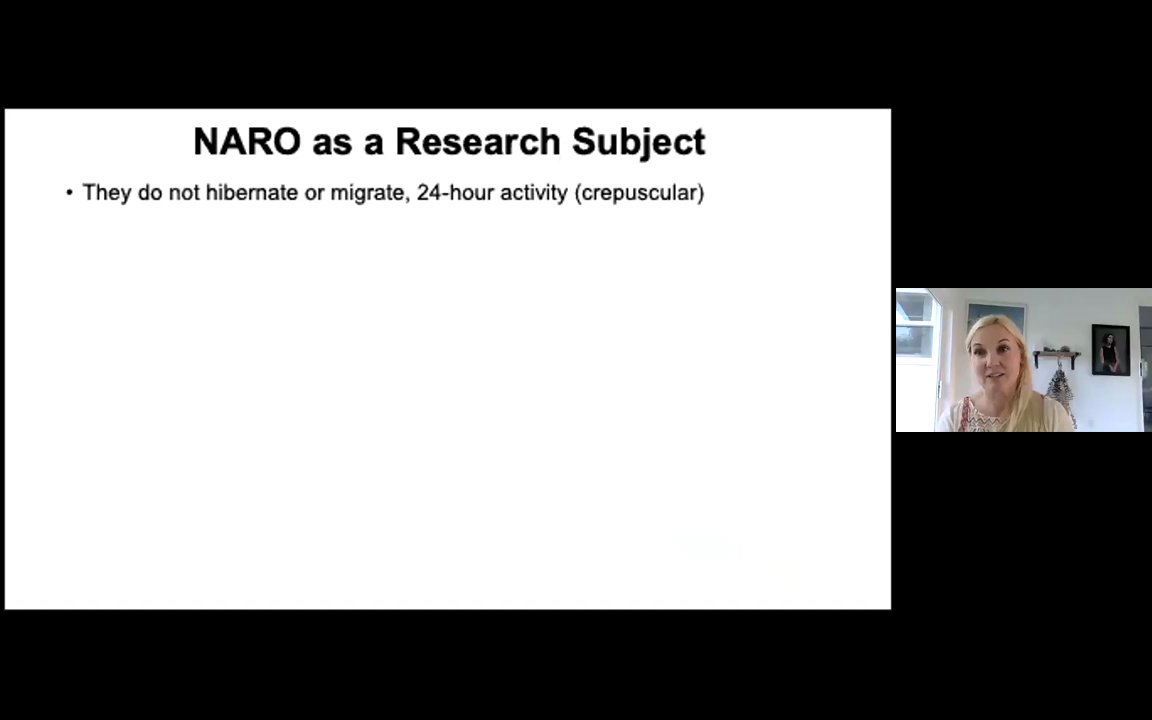 NARO as a Research Subject
• They do not hibernate or migrate, 24-hour activity (crepuscular)